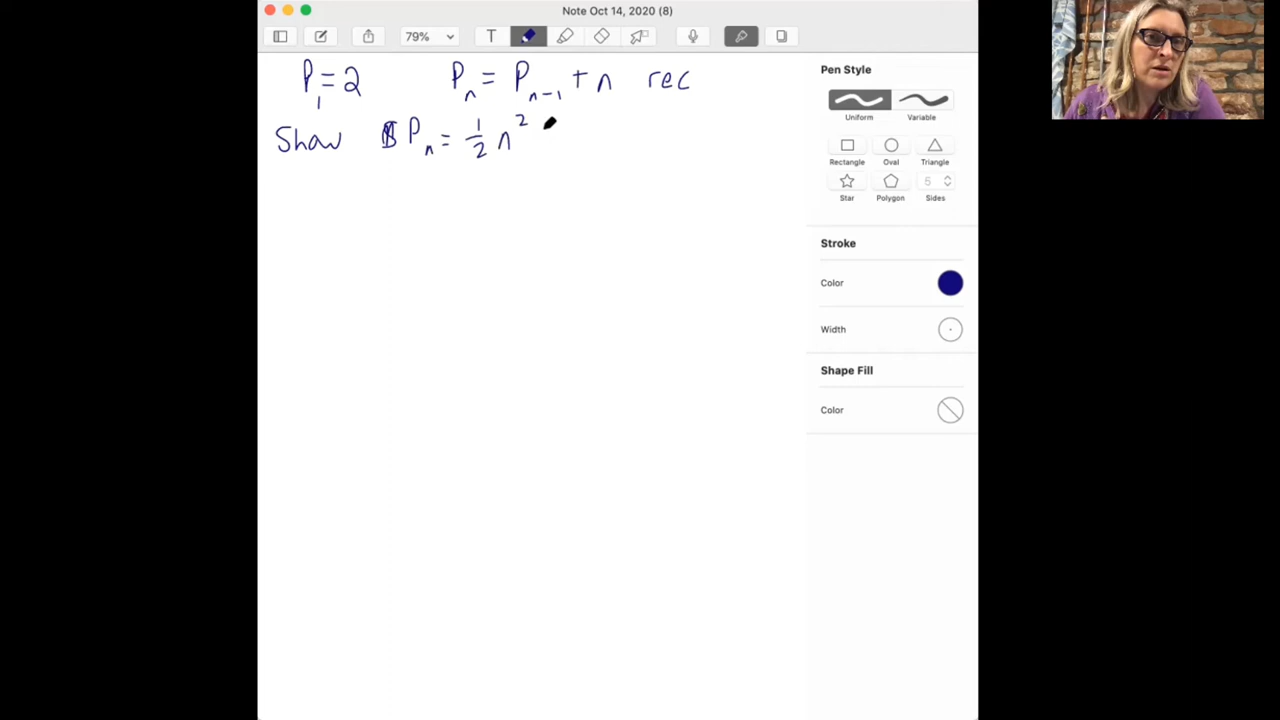 Note Oct 14, 2020 (8)
79%
T
P₁ = 2 Pₙ = Pₙ₋₁ + n rec
Show Pₙ = 1/2 n²
Pen Style
Uniform Variable
Rectangle Oval Triangle
5
Star Polygon Sides
Stroke
Color
Width
Shape Fill
Color